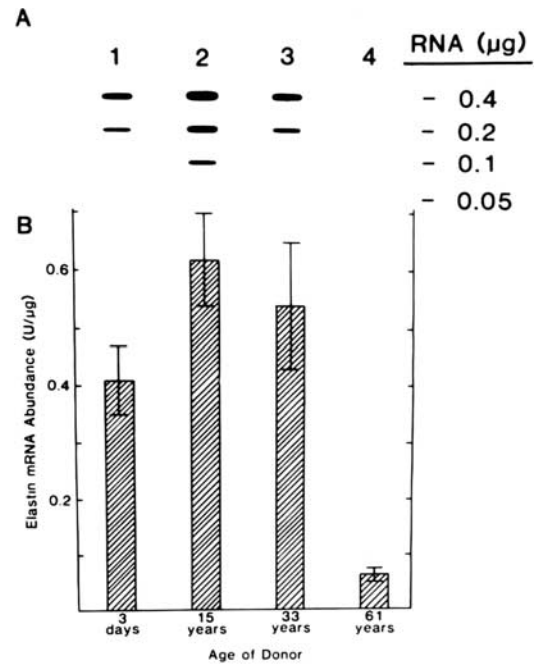 A
1 2 3 4 RNA (µg)
- 0.4
- 0.2
- 0.1
- 0.05
B
Elastin mRNA Abundance (U/µg)
0.6
0.4
0.2
3 15 33 61
days years years years
Age of Donor